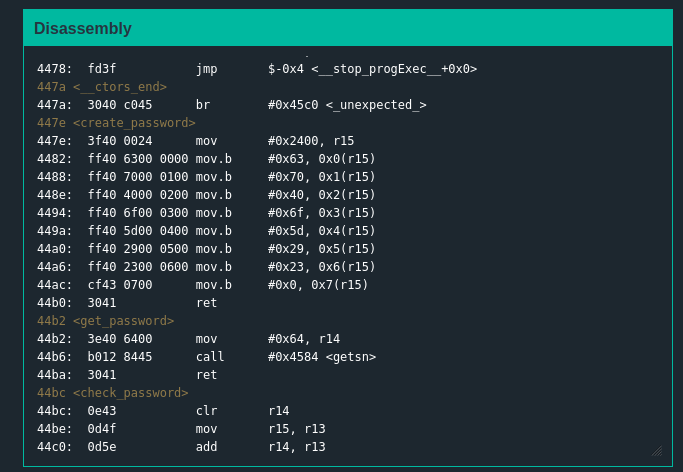 Disassembly
4478: fd3f jmp $-0x4 <__stop_progExec__+0x0>
447a <__ctors_end>
447a: 3040 c045 br #0x45c0 <_unexpected_>
447e <create_password>
447e: 3f40 0024 mov #0x2400, r15
4482: ff40 6300 0000 mov.b #0x63, 0x0(r15)
4488: ff40 7000 0100 mov.b #0x70, 0x1(r15)
448e: ff40 4000 0200 mov.b #0x40, 0x2(r15)
4494: ff40 6f00 0300 mov.b #0x6f, 0x3(r15)
449a: ff40 5d00 0400 mov.b #0x5d, 0x4(r15)
44a0: ff40 2900 0500 mov.b #0x29, 0x5(r15)
44a6: ff40 2300 0600 mov.b #0x23, 0x6(r15)
44ac: cf43 0700 mov.b #0x0, 0x7(r15)
44b0: 3041 ret
44b2 <get_password>
44b2: 3e40 6400 mov #0x64, r14
44b6: b012 8445 call #0x4584 <getsn>
44ba: 3041 ret
44bc <check_password>
44bc: 0e43 clr r14
44be: 0d4f mov r15, r13
44c0: 0d5e add r14, r13